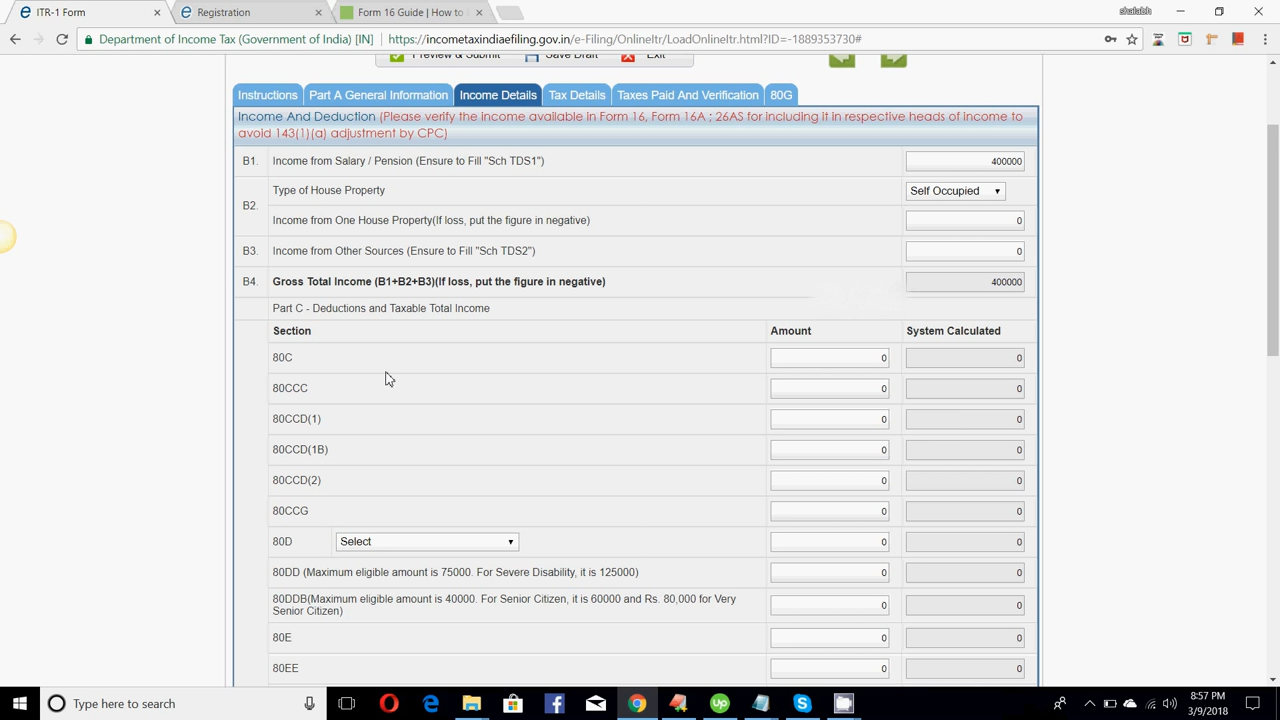 ITR-1 Form
Registration
Form 16 Guide | How to
shalabh
Department of Income Tax (Government of India) [IN]
https://incometaxindiaefiling.gov.in/e-Filing/OnlineItr/LoadOnlineItr.html?ID=-1889353730#
Preview & Submit
Save Draft
Exit
Instructions
Part A General Information
Income Details
Tax Details
Taxes Paid And Verification
80G
Income And Deduction (Please verify the income available in Form 16, Form 16A ; 26AS for including it in respective heads of income to
avoid 143(1)(a) adjustment by CPC)
B1. Income from Salary / Pension (Ensure to Fill "Sch TDS1") 400000
B2.
Type of House Property Self Occupied
Income from One House Property(If loss, put the figure in negative) 0
B3. Income from Other Sources (Ensure to Fill "Sch TDS2") 0
B4. Gross Total Income (B1+B2+B3)(If loss, put the figure in negative) 400000
Part C - Deductions and Taxable Total Income
Section Amount System Calculated
80C 0 0
80CCC 0 0
80CCD(1) 0 0
80CCD(1B) 0 0
80CCD(2) 0 0
80CCG 0 0
80D Select 0 0
80DD (Maximum eligible amount is 75000. For Severe Disability, it is 125000) 0 0
80DDB(Maximum eligible amount is 40000. For Senior Citizen, it is 60000 and Rs. 80,000 for Very
Senior Citizen) 0 0
80E 0 0
80EE 0 0
Type here to search
8:57 PM
3/9/2018